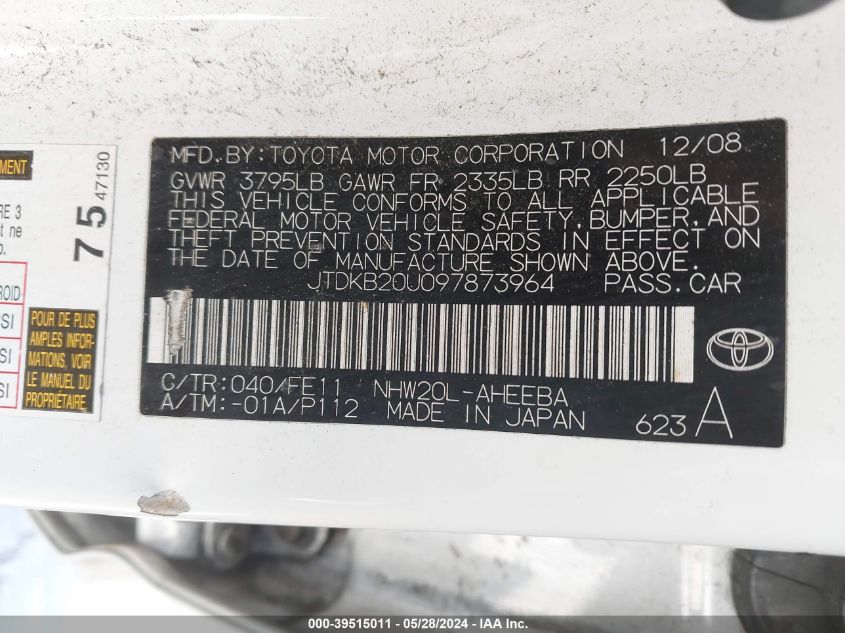 MFD. BY: TOYOTA MOTOR CORPORATION 12/08
GVWR 3795LB GAWR FR 2335LB RR 2250LB
THIS VEHICLE CONFORMS TO ALL APPLICABLE
FEDERAL MOTOR VEHICLE SAFETY, BUMPER, AND
THEFT PREVENTION STANDARDS IN EFFECT ON
THE DATE OF MANUFACTURE SHOWN ABOVE.
JTDKB20U097873964 PASS. CAR
C/TR: 040/FE11 NHW20L-AHEEBA
A/TM: -01A/P112 MADE IN JAPAN
623 A
75
47130
POUR DE PLUS
AMPLES INFOR-
MATIONS, VOIR
LE MANUEL DU
PROPRIÉTAIRE.
000-39515011 - 05/28/2024 - IAA Inc.